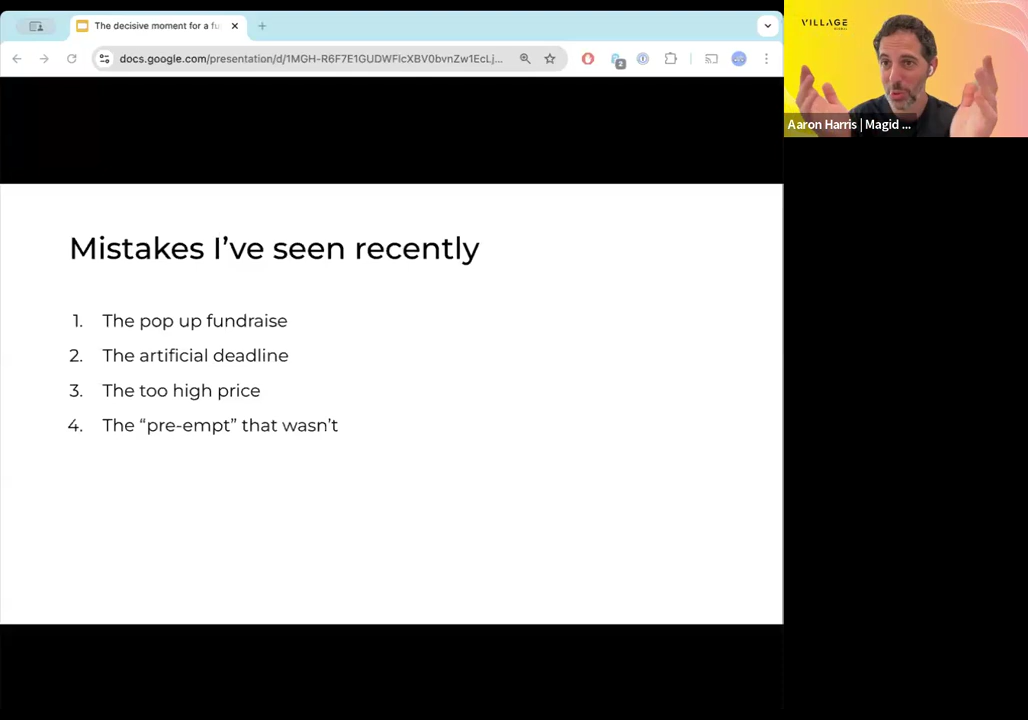 The decisive moment for a fu
docs.google.com/presentation/d/1MGH-R6F7E1GUDWFlcXBV0bvnZw1EcLj...
2
VILLAGE
Aaron Harris | Magid ...
Mistakes I’ve seen recently
1. The pop up fundraise
2. The artificial deadline
3. The too high price
4. The “pre-empt” that wasn’t